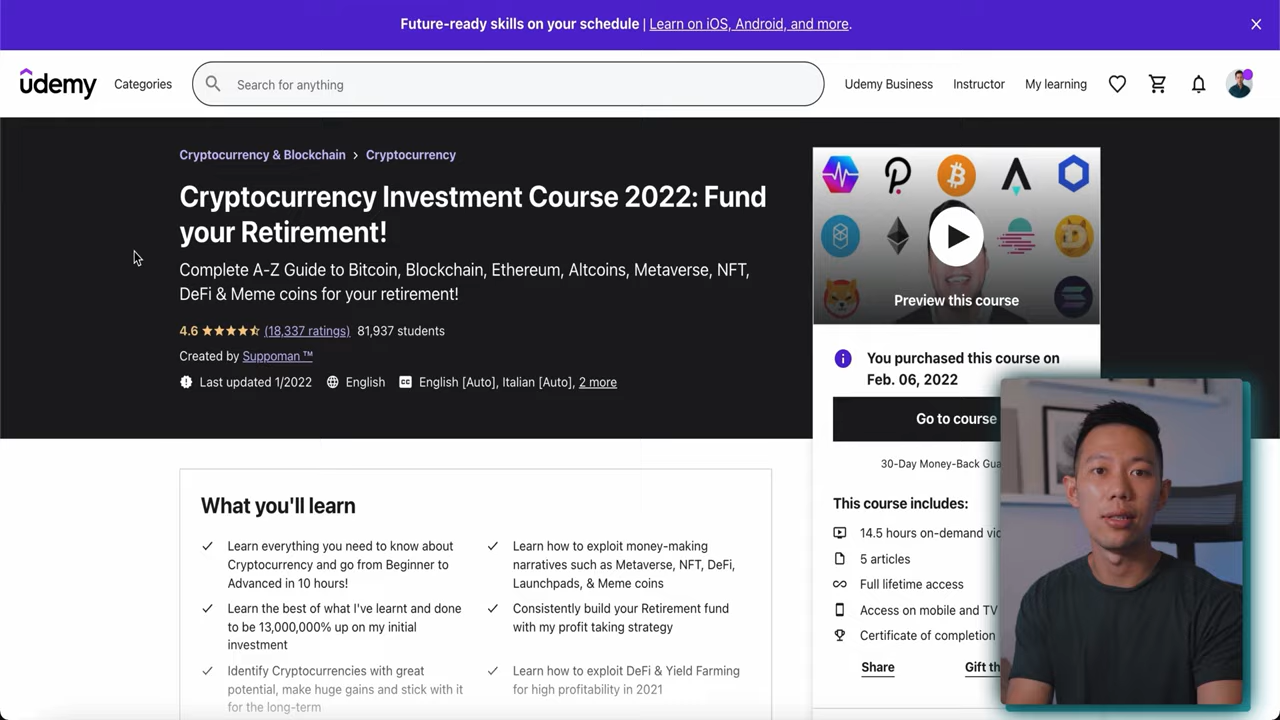 Future-ready skills on your schedule | Learn on iOS, Android, and more.
udemy
Categories
Search for anything
Udemy Business
Instructor
My learning
Cryptocurrency & Blockchain > Cryptocurrency
Cryptocurrency Investment Course 2022: Fund
your Retirement!
Complete A-Z Guide to Bitcoin, Blockchain, Ethereum, Altcoins, Metaverse, NFT,
DeFi & Meme coins for your retirement!
4.6 (18,337 ratings) 81,937 students
Created by Suppoman ™
Last updated 1/2022 English English [Auto], Italian [Auto], 2 more
Preview this course
You purchased this course on
Feb. 06, 2022
Go to course
30-Day Money-Back
This course includes:
14.5 hours on-demand
5 articles
Full lifetime access
Access on mobile and TV
Certificate of completion
Share
Gift
What you'll learn
Learn everything you need to know about
Cryptocurrency and go from Beginner to
Advanced in 10 hours!
Learn the best of what I've learnt and done
to be 13,000,000% up on my initial
investment
Identify Cryptocurrencies with great
potential, make huge gains and stick with it
for the long-term
Learn how to exploit money-making
narratives such as Metaverse, NFT, DeFi,
Launchpads, & Meme coins
Consistently build your Retirement fund
with my profit taking strategy
Learn how to exploit DeFi & Yield Farming
for high profitability in 2021